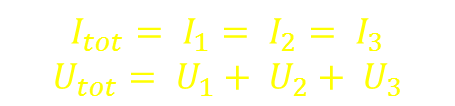 I_tot = I_1 = I_2 = I_3
U_tot = U_1 + U_2 + U_3